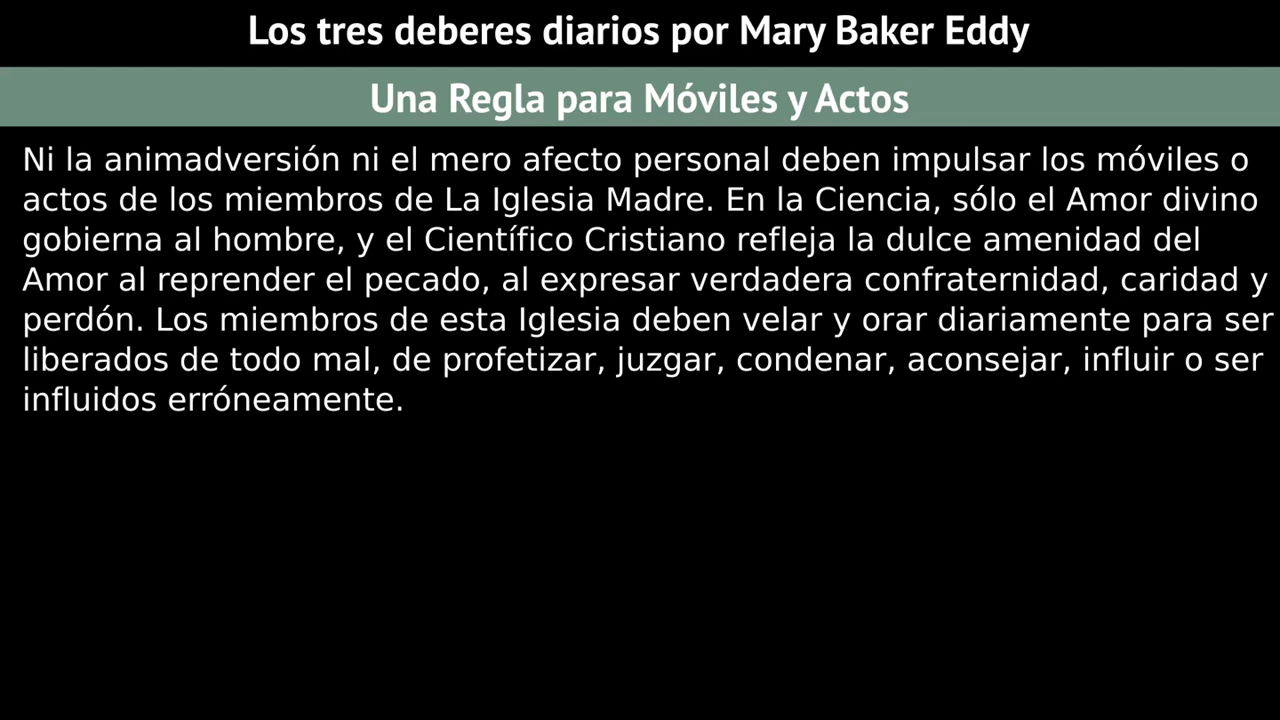 Los tres deberes diarios por Mary Baker Eddy
Una Regla para Móviles y Actos
Ni la animadversión ni el mero afecto personal deben impulsar los móviles o
actos de los miembros de La Iglesia Madre. En la Ciencia, sólo el Amor divino
gobierna al hombre, y el Científico Cristiano refleja la dulce amenidad del
Amor al reprender el pecado, al expresar verdadera confraternidad, caridad y
perdón. Los miembros de esta Iglesia deben velar y orar diariamente para ser
liberados de todo mal, de profetizar, juzgar, condenar, aconsejar, influir o ser
influidos erróneamente.